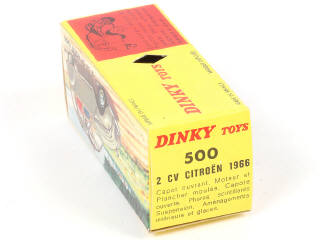 DINKY TOYS
DINKY TOYS
500
2 CV CITROËN 1966
Capot ouvrant, Moteur et
Plancher moulés, Capote
ouverte, Phares scintillants
Suspension, Aménagements
intérieurs et glaces.